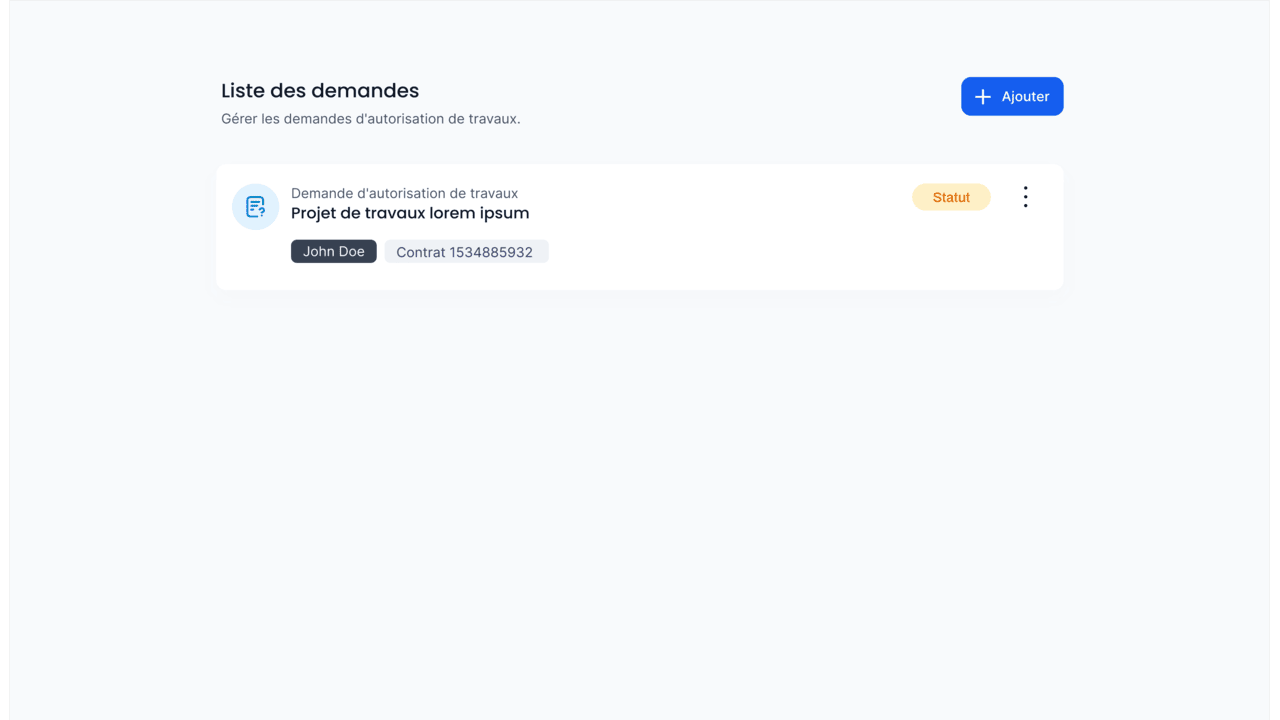 Liste des demandes
Ajouter
Gérer les demandes d'autorisation de travaux.
Demande d'autorisation de travaux
Statut
Projet de travaux lorem ipsum
John Doe
Contrat 1534885932